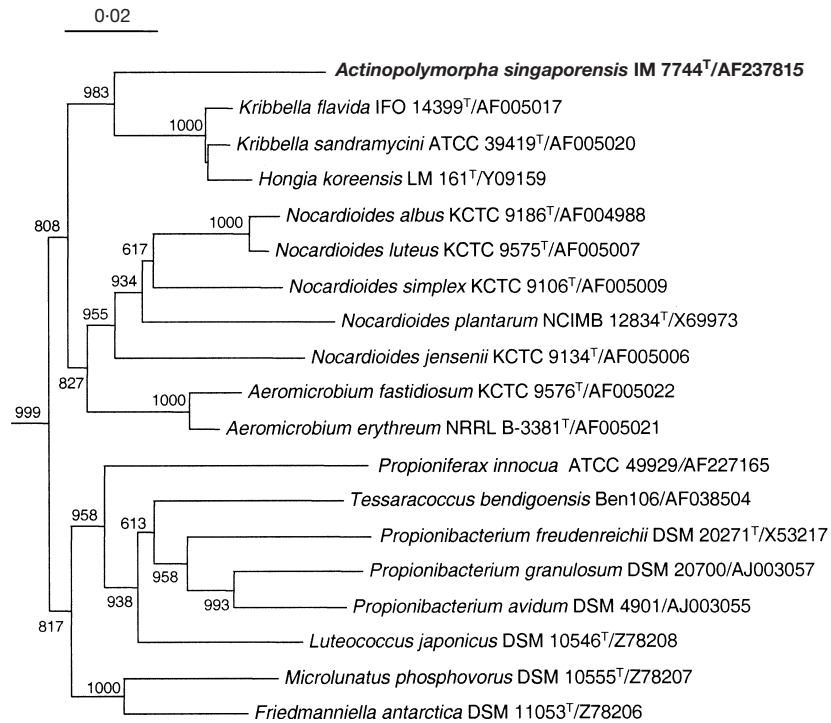 0·02
Actinopolymorpha singaporensis IM 7744ᵀ/AF237815
983
Kribbella flavida IFO 14399ᵀ/AF005017
1000
Kribbella sandramycini ATCC 39419ᵀ/AF005020
Hongia koreensis LM 161ᵀ/Y09159
808
Nocardioides albus KCTC 9186ᵀ/AF004988
1000
617
Nocardioides luteus KCTC 9575ᵀ/AF005007
934
Nocardioides simplex KCTC 9106ᵀ/AF005009
955
Nocardioides plantarum NCIMB 12834ᵀ/X69973
Nocardioides jensenii KCTC 9134ᵀ/AF005006
827
Aeromicrobium fastidiosum KCTC 9576ᵀ/AF005022
1000
999
Aeromicrobium erythreum NRRL B-3381ᵀ/AF005021
Propioniferax innocua ATCC 49929/AF227165
Tessaracoccus bendigoensis Ben106/AF038504
958
613
Propionibacterium freudenreichii DSM 20271ᵀ/X53217
958
Propionibacterium granulosum DSM 20700/AJ003057
938
993
Propionibacterium avidum DSM 4901/AJ003055
817
Luteococcus japonicus DSM 10546ᵀ/Z78208
Microlunatus phosphovorus DSM 10555ᵀ/Z78207
1000
Friedmanniella antarctica DSM 11053ᵀ/Z78206